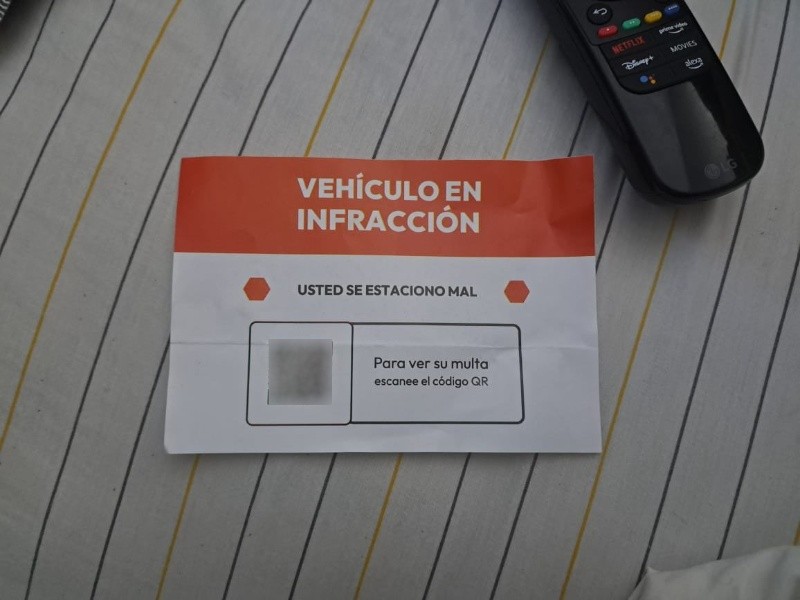 NETFLIX
prime video
Disney+
MOVIES
alexa
LG
VEHÍCULO EN
INFRACCIÓN
USTED SE ESTACIONO MAL
Para ver su multa
escanee el código QR